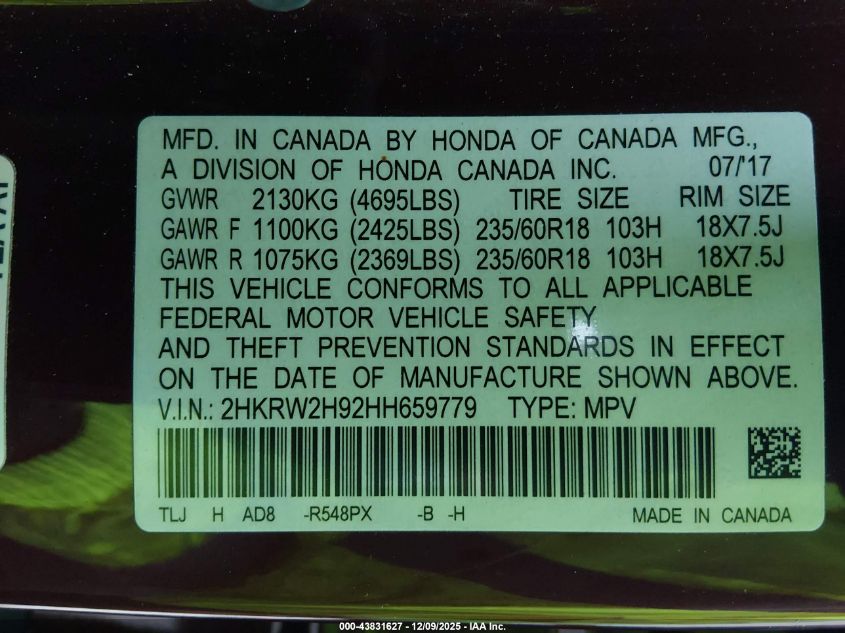 MFD. IN CANADA BY HONDA OF CANADA MFG.,
A DIVISION OF HONDA CANADA INC. 07/'17
GVWR 2130KG (4695LBS) TIRE SIZE RIM SIZE
GAWR F 1100KG (2425LBS) 235/60R18 103H 18X7.5J
GAWR R 1075KG (2369LBS) 235/60R18 103H 18X7.5J
THIS VEHICLE CONFORMS TO ALL APPLICABLE
FEDERAL MOTOR VEHICLE SAFETY
AND THEFT PREVENTION STANDARDS IN EFFECT
ON THE DATE OF MANUFACTURE SHOWN ABOVE.
V.I.N.: 2HKRW2H92HH659779 TYPE: MPV
TLJ H AD8 -R548PX -B -H MADE IN CANADA
000-43831627 - 12/09/2025 - IAA Inc.